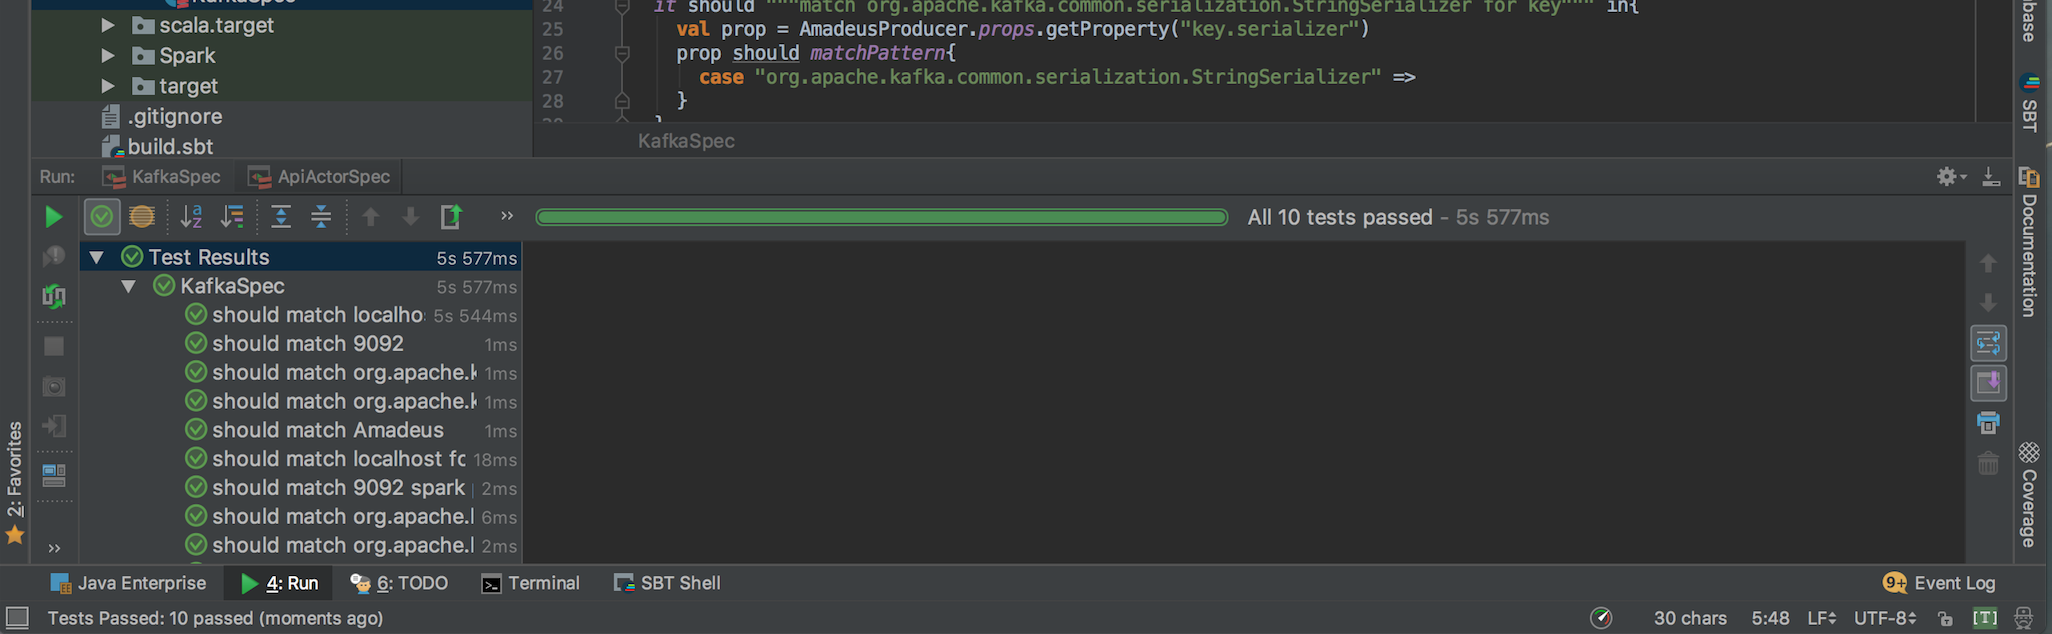 KafkaSpec
scala.target
Spark
target
.gitignore
build.sbt
24 it should """match org.apache.kafka.common.serialization.StringSerializer for key""" in{
25 val prop = AmadeusProducer.props.getProperty("key.serializer")
26 prop should matchPattern{
27 case "org.apache.kafka.common.serialization.StringSerializer" =>
28 }
}
KafkaSpec
Run: KafkaSpec ApiActorSpec
All 10 tests passed - 5s 577ms
Test Results 5s 577ms
KafkaSpec 5s 577ms
should match localho 5s 544ms
should match 9092 1ms
should match org.apache.k 1ms
should match org.apache.k 1ms
should match Amadeus 1ms
should match localhost fo 18ms
should match 9092 spark 2ms
should match org.apache.l 6ms
should match org.apache.l 2ms
2: Favorites
SBT
Documentation
Coverage
Java Enterprise 4: Run 6: TODO Terminal SBT Shell 9+ Event Log
Tests Passed: 10 passed (moments ago) 30 chars 5:48 LF UTF-8 [T]